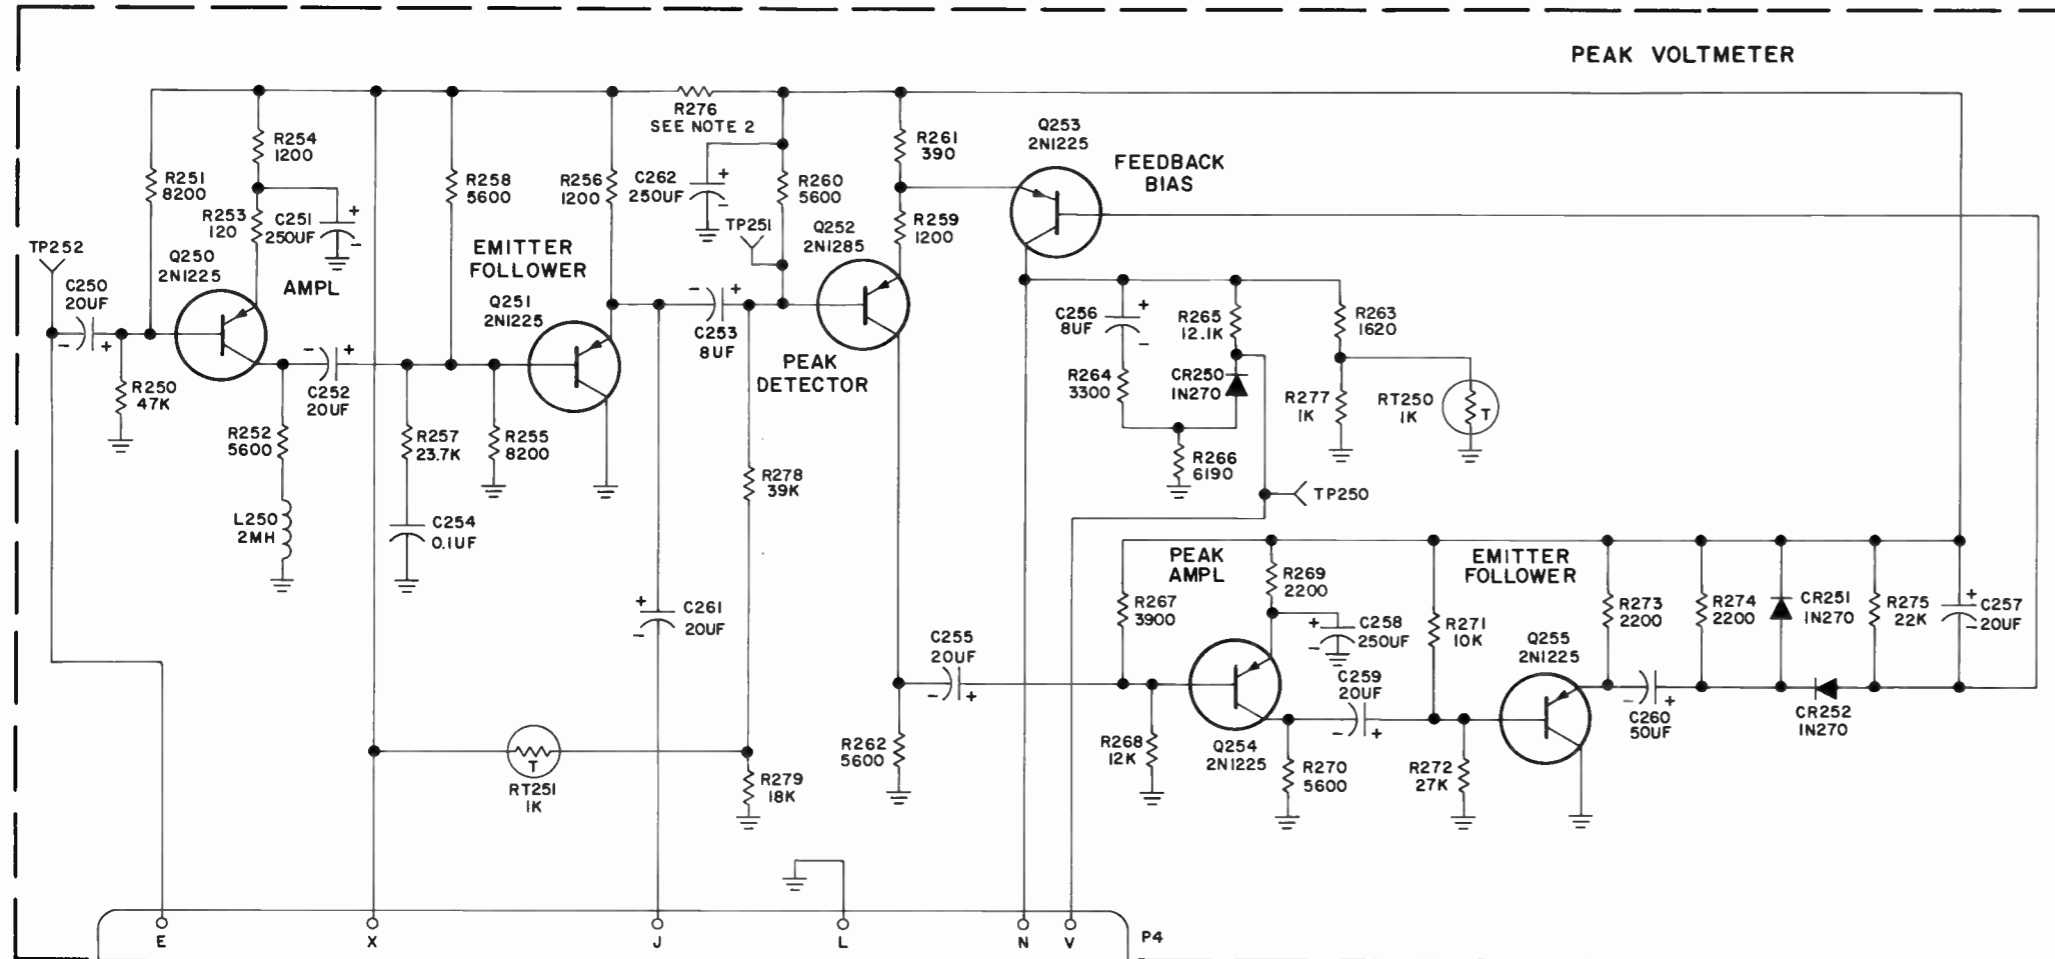 PEAK VOLTMETER
R276
SEE NOTE 2
R254
1200
R251
8200
R253
120
C251
250UF
R258
5600
R256
1200
C262
250UF
R260
5600
R261
390
Q253
2N1225
FEEDBACK
BIAS
TP252
C250
20UF
Q250
2N1225
AMPL
EMITTER
FOLLOWER
Q251
2N1225
TP251
Q252
2N1285
R259
1200
- +
R250
47K
- +
C252
20UF
- +
C253
8UF
PEAK
DETECTOR
C256
8UF
+
-
R265
12.1K
R263
1620
R264
3300
CR250
1N270
R277
1K
RT250
1K
T
R252
5600
R257
23.7K
R255
8200
R278
39K
R266
6190
TP250
L250
2MH
C254
0.1UF
PEAK
AMPL
R269
2200
EMITTER
FOLLOWER
+
-
C261
20UF
R267
3900
+
-
C258
250UF
R271
10K
R273
2200
R274
2200
CR251
1N270
R275
22K
+
-
C257
20UF
C255
20UF
- +
C259
20UF
- +
Q255
2N1225
- +
C260
50UF
CR252
1N270
R262
5600
R268
12K
Q254
2N1225
R270
5600
R272
27K
T
RT251
1K
R279
18K
E X J L N V P4